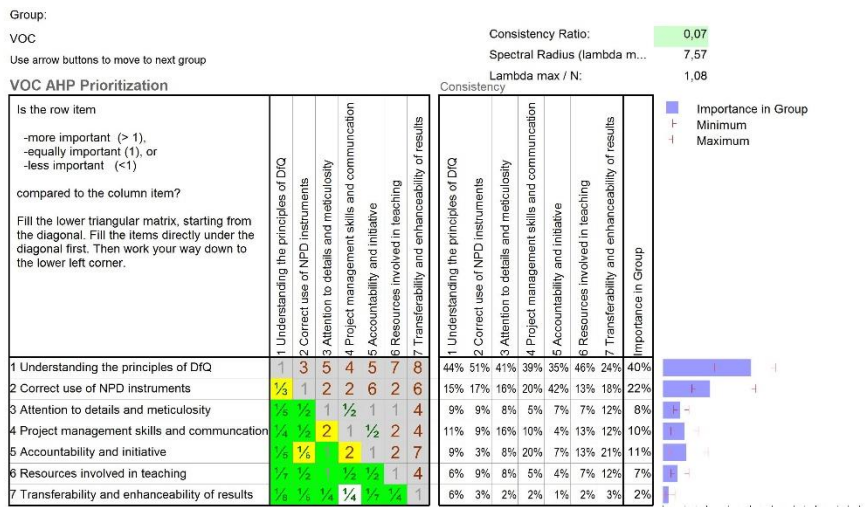 Group:
VOC
Use arrow buttons to move to next group
Consistency Ratio: 0,07
Spectral Radius (lambda m... 7,57
Lambda max / N: 1,08
VOC AHP Prioritization
Consistency
Is the row item
-more important (> 1),
-equally important (1), or
-less important (<1)
compared to the column item?
Fill the lower triangular matrix, starting from
the diagonal. Fill the items directly under the
diagonal first. Then work your way down to
the lower left corner.
1 Understanding the principles of DfQ
2 Correct use of NPD instruments
3 Attention to details and meticulosity
4 Project management skills and communcation
5 Accountability and initiative
6 Resources involved in teaching
7 Transferability and enhanceability of results
1 Understanding the principles of DfQ
2 Correct use of NPD instruments
3 Attention to details and meticulosity
4 Project management skills and communcation
5 Accountability and initiative
6 Resources involved in teaching
7 Transferability and enhanceability of results
Importance in Group
Importance in Group
Minimum
Maximum
1 Understanding the principles of DfQ 1 3 5 4 5 7 8 44% 51% 41% 39% 35% 46% 24% 40%
2 Correct use of NPD instruments ⅓ 1 2 2 6 2 6 15% 17% 16% 20% 42% 13% 18% 22%
3 Attention to details and meticulosity ⅕ ½ 1 ½ 1 1 4 9% 9% 8% 5% 7% 7% 12% 8%
4 Project management skills and communcation ¼ ½ 2 1 ½ 2 4 11% 9% 16% 10% 4% 13% 12% 10%
5 Accountability and initiative ⅕ ⅙ 1 2 1 2 7 9% 3% 8% 20% 7% 13% 21% 11%
6 Resources involved in teaching ⅐ ½ 1 ½ ½ 1 4 6% 9% 8% 5% 4% 7% 12% 7%
7 Transferability and enhanceability of results ⅛ ⅙ ¼ ¼ ⅐ ¼ 1 6% 3% 2% 2% 1% 2% 3% 2%